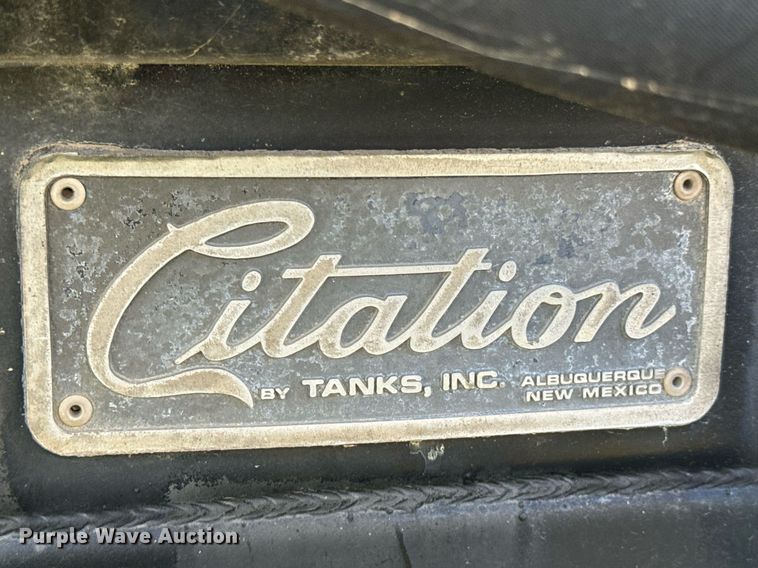 Citation
BY TANKS, INC. ALBUQUERQUE
NEW MEXICO
Purple Wave Auction